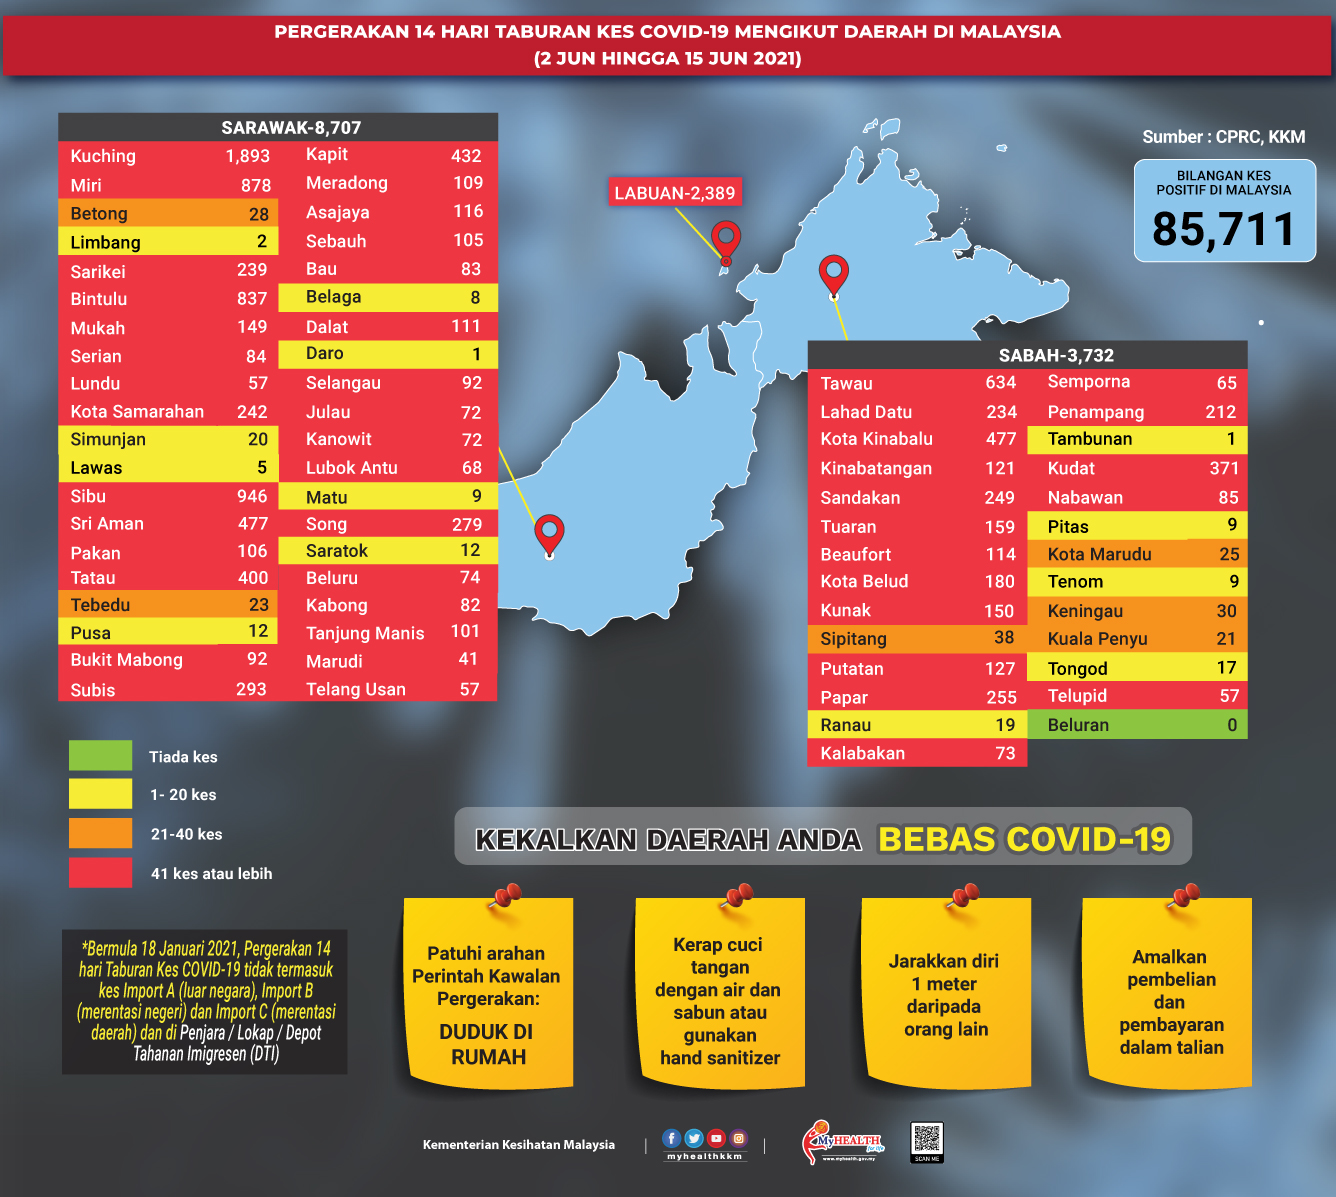 PERGERAKAN 14 HARI TABURAN KES COVID-19 MENGIKUT DAERAH DI MALAYSIA
(2 JUN HINGGA 15 JUN 2021)
Sumber : CPRC, KKM
BILANGAN KES
POSITIF DI MALAYSIA
85,711
LABUAN-2,389
SARAWAK-8,707
Kuching 1,893
Miri 878
Betong 28
Limbang 2
Sarikei 239
Bintulu 837
Mukah 149
Serian 84
Lundu 57
Kota Samarahan 242
Simunjan 20
Lawas 5
Sibu 946
Sri Aman 477
Pakan 106
Tatau 400
Tebedu 23
Pusa 12
Bukit Mabong 92
Subis 293
Kapit 432
Meradong 109
Asajaya 116
Sebauh 105
Bau 83
Belaga 8
Dalat 111
Daro 1
Selangau 92
Julau 72
Kanowit 72
Lubok Antu 68
Matu 9
Song 279
Saratok 12
Beluru 74
Kabong 82
Tanjung Manis 101
Marudi 41
Telang Usan 57
SABAH-3,732
Tawau 634
Lahad Datu 234
Kota Kinabalu 477
Kinabatangan 121
Sandakan 249
Tuaran 159
Beaufort 114
Kota Belud 180
Kunak 150
Sipitang 38
Putatan 127
Papar 255
Ranau 19
Kalabakan 73
Semporna 65
Penampang 212
Tambunan 1
Kudat 371
Nabawan 85
Pitas 9
Kota Marudu 25
Tenom 9
Keningau 30
Kuala Penyu 21
Tongod 17
Telupid 57
Beluran 0
Tiada kes
1- 20 kes
21-40 kes
41 kes atau lebih
*Bermula 18 Januari 2021, Pergerakan 14
hari Taburan Kes COVID-19 tidak termasuk
kes Import A (luar negara), Import B
(merentasi negeri) dan Import C (merentasi
daerah) dan di Penjara / Lokap / Depot
Tahanan Imigresen (DTI)
KEKALKAN DAERAH ANDA BEBAS COVID-19
Patuhi arahan
Perintah Kawalan
Pergerakan:
DUDUK DI
RUMAH
Kerap cuci
tangan
dengan air dan
sabun atau
gunakan
hand sanitizer
Jarakkan diri
1 meter
daripada
orang lain
Amalkan
pembelian
dan
pembayaran
dalam talian
Kementerian Kesihatan Malaysia
myhealthkkm
MyHEALTH
for life
www.myhealth.gov.my
SCAN ME